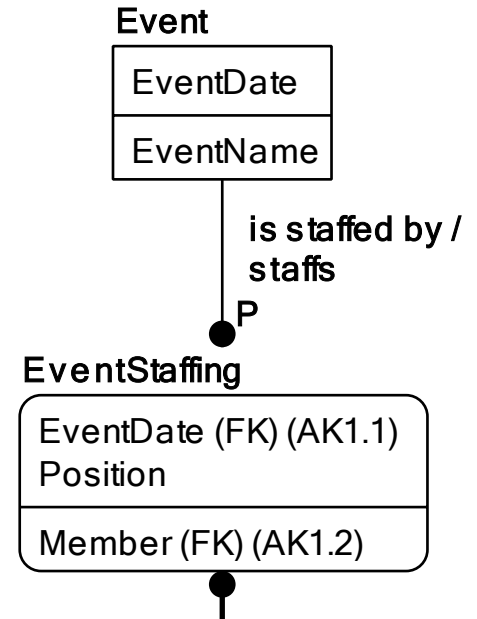 Event
EventDate
EventName
is staffed by /
staffs
P
EventStaffing
EventDate (FK) (AK1.1)
Position
Member (FK) (AK1.2)